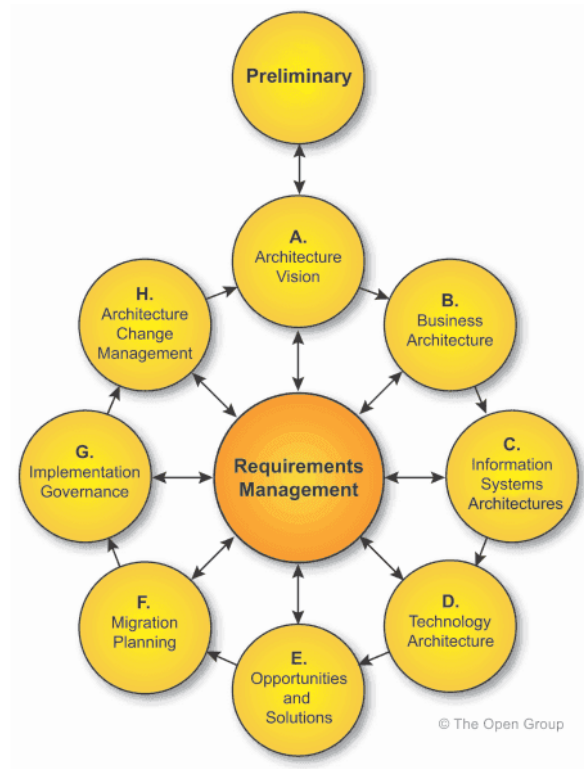 Preliminary
A.
Architecture
Vision
B.
Business
Architecture
C.
Information
Systems
Architectures
D.
Technology
Architecture
E.
Opportunities
and
Solutions
F.
Migration
Planning
G.
Implementation
Governance
H.
Architecture
Change
Management
Requirements
Management
© The Open Group